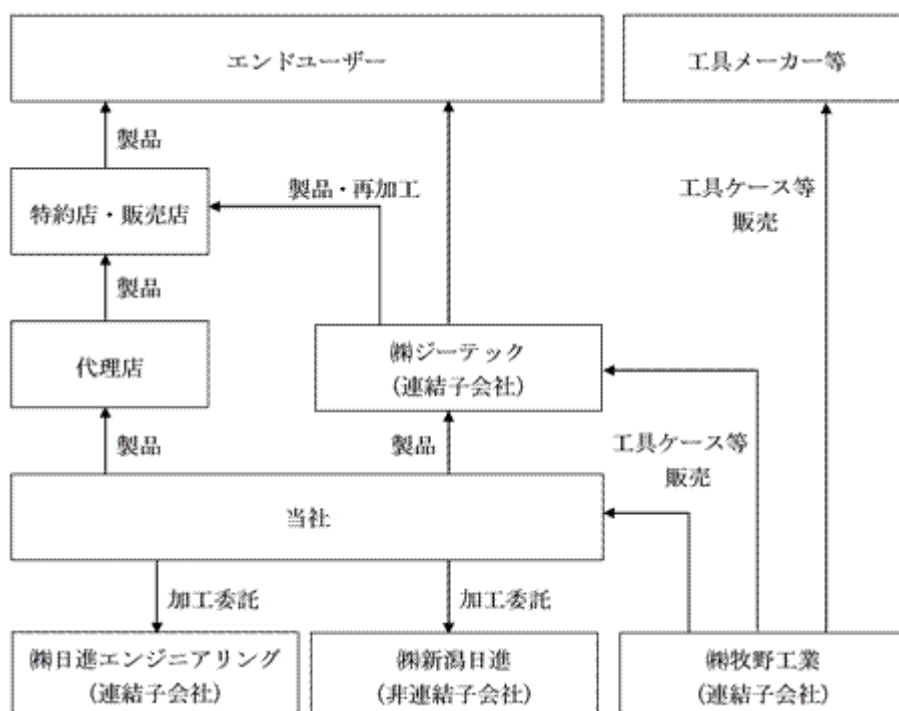 エンドユーザー
工具メーカー等
製品
特約店・販売店
製品・再加工
工具ケース等
販売
製品
代理店
㈱ジーテック
(連結子会社)
製品
製品
工具ケース等
販売
当社
加工委託
加工委託
㈱日進エンジニアリング
(連結子会社)
㈱新潟日進
(非連結子会社)
㈱牧野工業
(連結子会社)